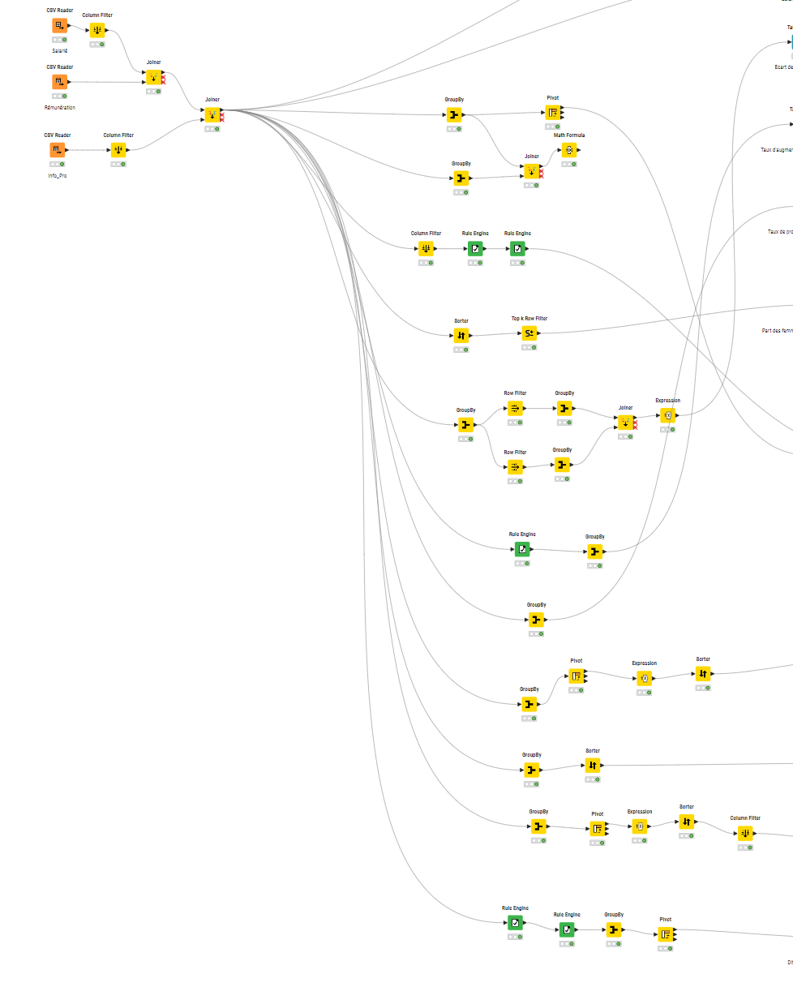 CSV Reader
Column Filter
Salarié
CSV Reader
Joiner
Rémunération
Joiner
CSV Reader
Column Filter
Info_Pro
GroupBy
Pivot
Math Formula
GroupBy
Joiner
Column Filter
Rule Engine
Rule Engine
Sorter
Top k Row Filter
GroupBy
Row Filter
GroupBy
Joiner
Expression
Row Filter
GroupBy
Rule Engine
GroupBy
GroupBy
GroupBy
Pivot
Expression
Sorter
GroupBy
Sorter
GroupBy
Pivot
Expression
Sorter
Column Filter
Rule Engine
Rule Engine
GroupBy
Pivot
Ta
Ecart de
Taux d'augmer
Taux de pro
Part des femm